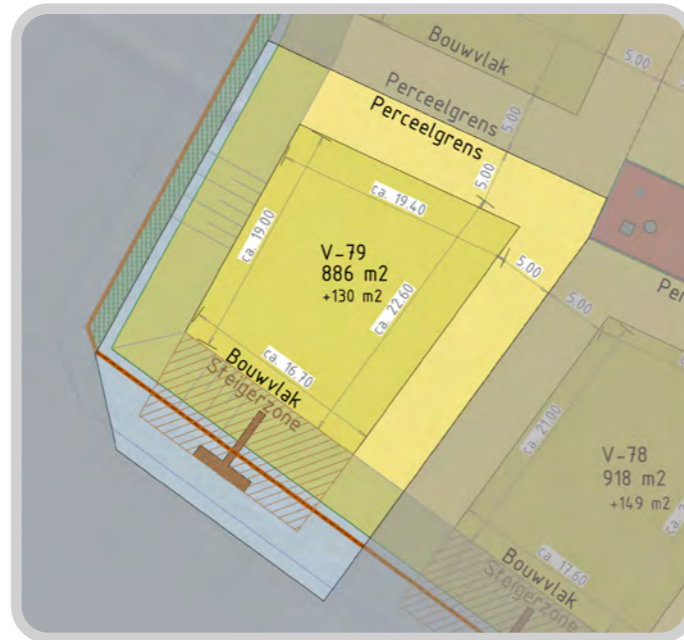 Bouwvlak
5.00
Perceelgrens
5.00
Perceelgrens
5.00
ca. 19.40
ca. 19.00
V-79
886 m2
+130 m2
5.00
ca. 22.60
5.00
ca. 16.70
Bouwvlak
Steigerzone
21.00
V-78
918 m2
+149 m2
ca. 17.60
Bouwvlak
Steigerzone